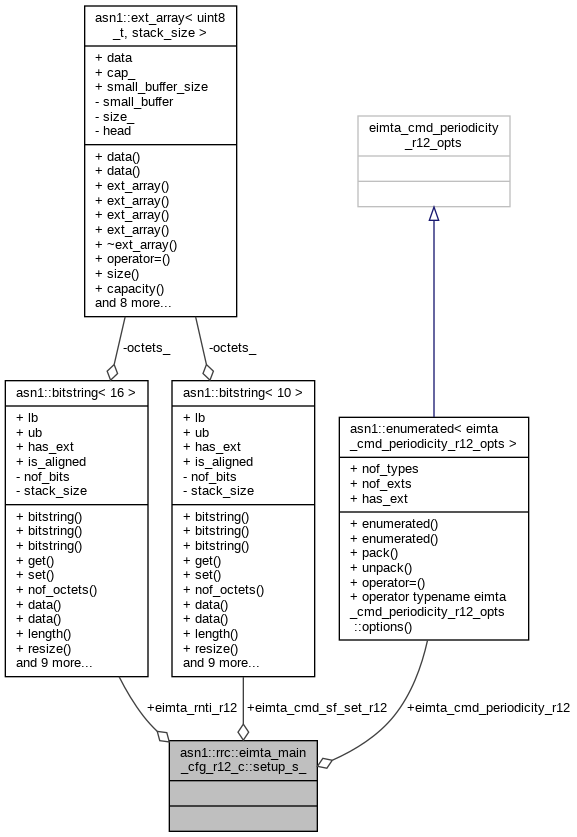 asn1::ext_array< uint8
_t, stack_size >
+ data
+ cap_
+ small_buffer_size
- small_buffer
- size_
- head
+ data()
+ data()
+ ext_array()
+ ext_array()
+ ext_array()
+ ext_array()
+ ~ext_array()
+ operator=()
+ size()
+ capacity()
and 8 more...
eimta_cmd_periodicity
_r12_opts
-octets_
-octets_
asn1::bitstring< 16 >
+ lb
+ ub
+ has_ext
+ is_aligned
- nof_bits
- stack_size
+ bitstring()
+ bitstring()
+ bitstring()
+ get()
+ set()
+ nof_octets()
+ data()
+ data()
+ length()
+ resize()
and 9 more...
asn1::bitstring< 10 >
+ lb
+ ub
+ has_ext
+ is_aligned
- nof_bits
- stack_size
+ bitstring()
+ bitstring()
+ bitstring()
+ get()
+ set()
+ nof_octets()
+ data()
+ data()
+ length()
+ resize()
and 9 more...
asn1::enumerated< eimta
_cmd_periodicity_r12_opts >
+ nof_types
+ nof_exts
+ has_ext
+ enumerated()
+ enumerated()
+ pack()
+ unpack()
+ operator=()
+ operator typename eimta
_cmd_periodicity_r12_opts
::options()
+eimta_rnti_r12
+eimta_cmd_sf_set_r12
+eimta_cmd_periodicity_r12
asn1::rrc::eimta_main
_cfg_r12_c::setup_s_